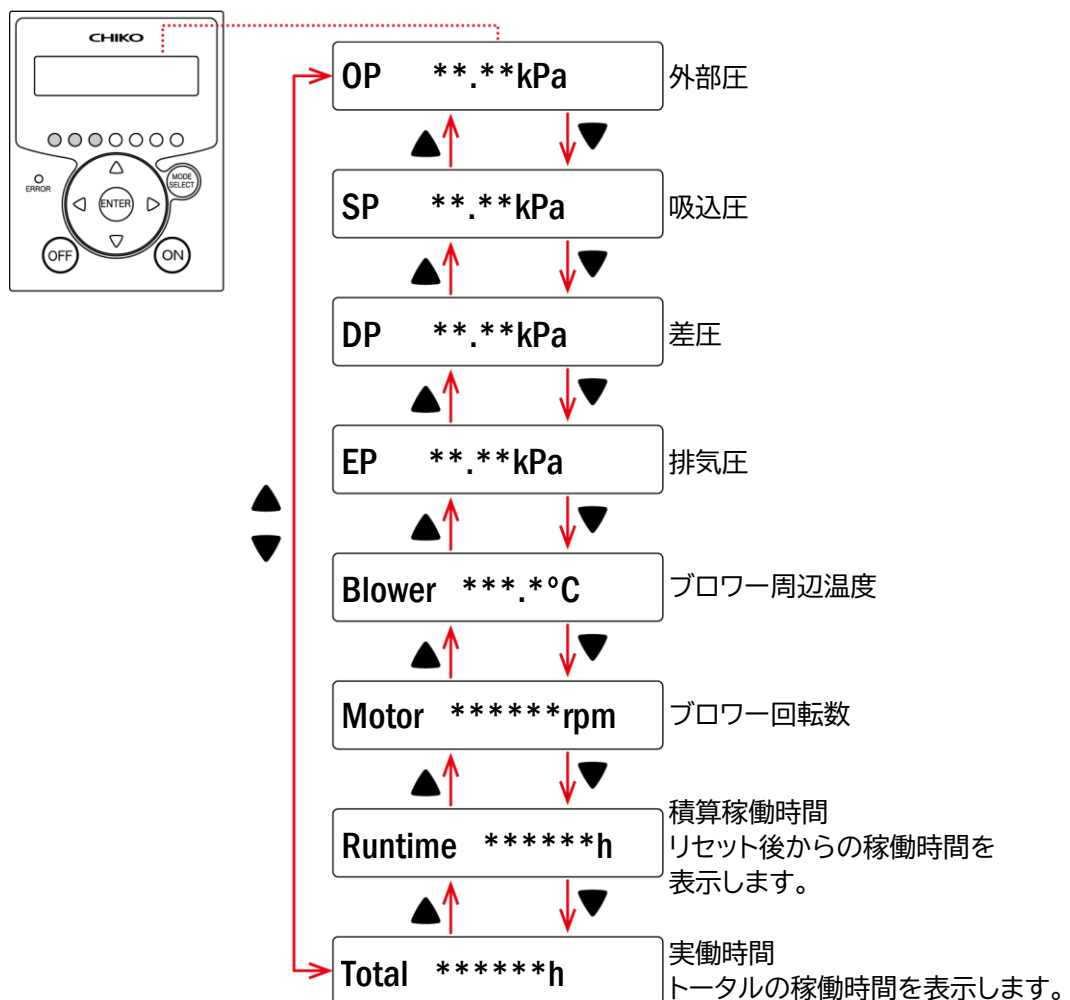 CHIKO
ERROR
MODE
SELECT
ENTER
OFF
ON
OP **.**kPa
外部圧
SP **.**kPa
吸込圧
DP **.**kPa
差圧
EP **.**kPa
排気圧
Blower ***.*°C
ブロワー周辺温度
Motor ******rpm
ブロワー回転数
Runtime ******h
積算稼働時間
リセット後からの稼働時間を
表示します。
Total ******h
実働時間
トータルの稼働時間を表示します。